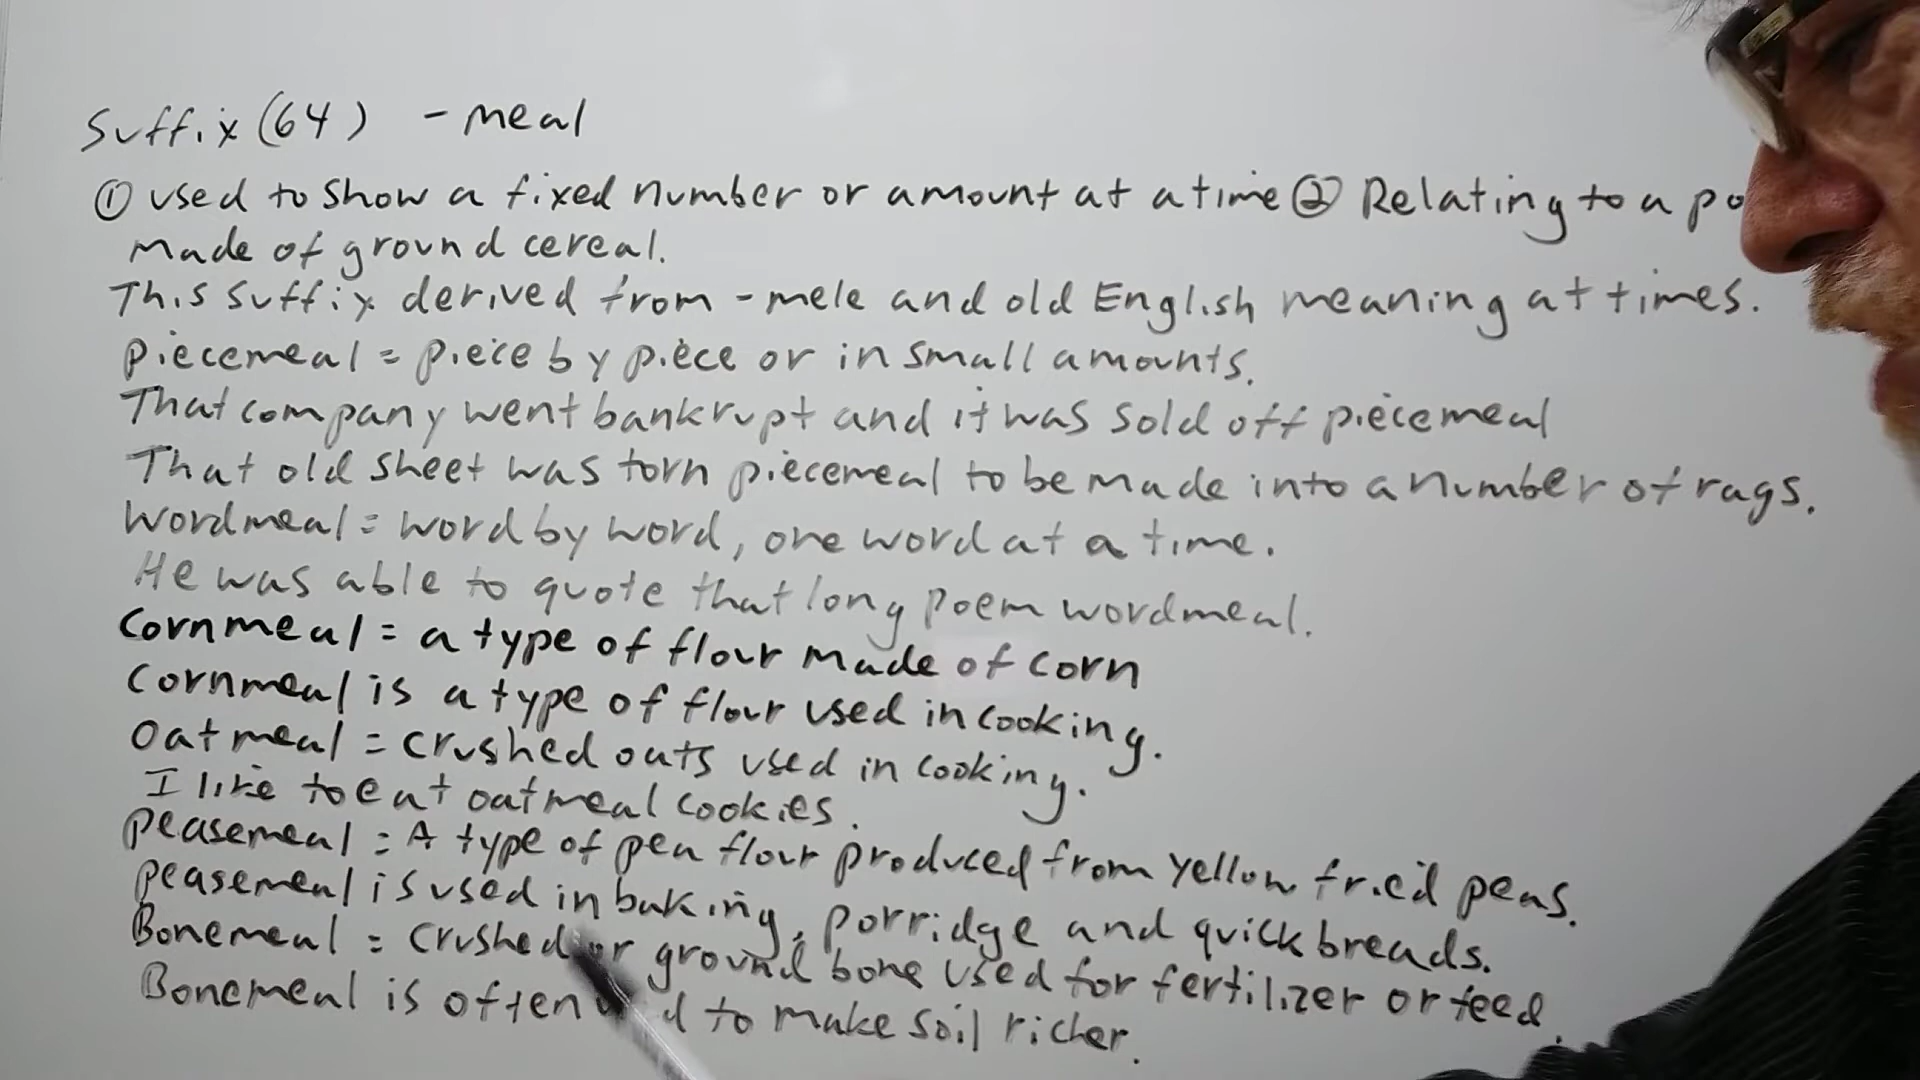 Suffix (64) - meal
① used to show a fixed number or amount at a time ② Relating to a
made of ground cereal.
This suffix derived from -mele and old English meaning at times.
Piecemeal = piece by piece or in small amounts.
That company went bankrupt and it was sold off piecemeal
That old sheet was torn piecemeal to be made into a number of rags.
Wordmeal = word by word, one word at a time.
He was able to quote that long poem wordmeal.
Cornmeal = a type of flour made of corn
Cornmeal is a type of flour used in cooking.
Oatmeal = crushed oats used in cooking.
I like to eat oatmeal cookies.
Peasemeal = A type of pea flour produced from yellow fried peas.
Peasemeal is used in baking, porridge and quick breads.
Bonemeal = crushed or ground bone used for fertilizer or feed.
Bonemeal is often to make soil richer.